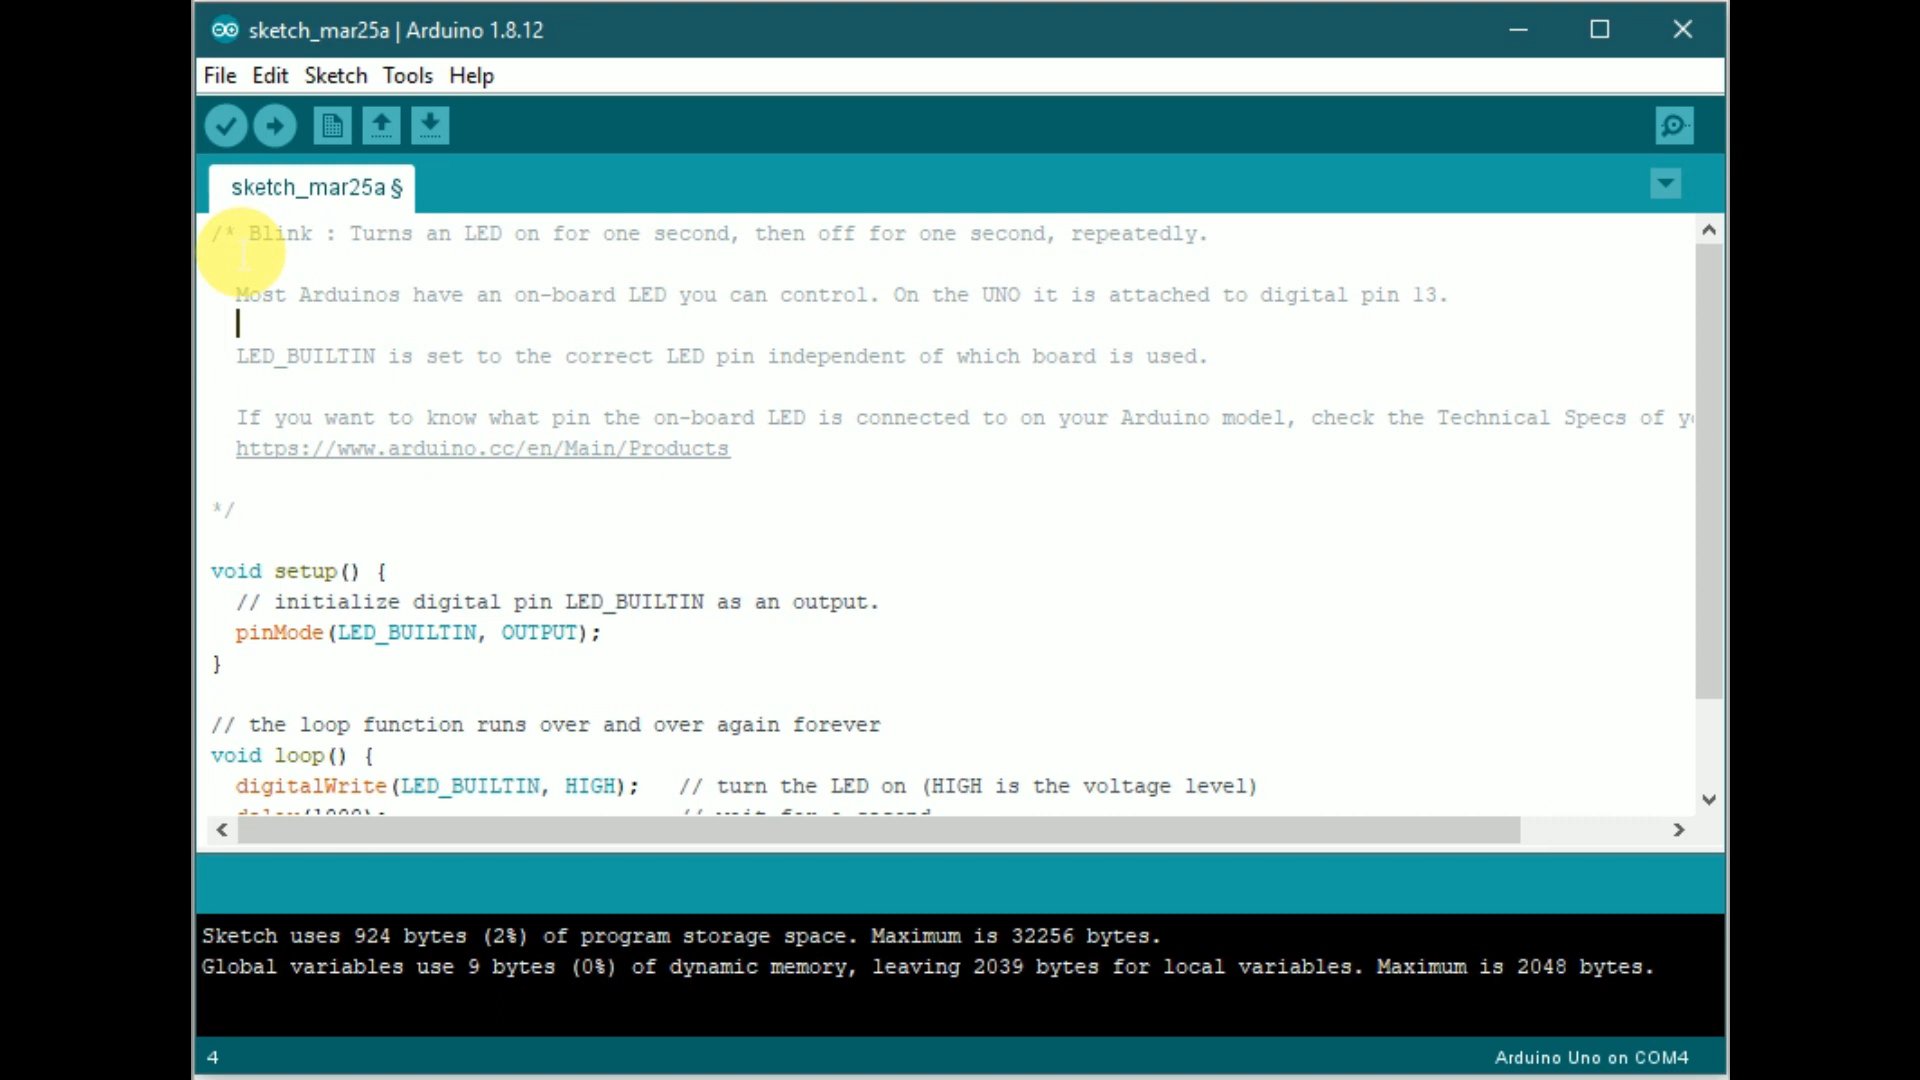 sketch_mar25a | Arduino 1.8.12
File Edit Sketch Tools Help
sketch_mar25a §
/* Blink : Turns an LED on for one second, then off for one second, repeatedly.
Most Arduinos have an on-board LED you can control. On the UNO it is attached to digital pin 13.
LED_BUILTIN is set to the correct LED pin independent of which board is used.
If you want to know what pin the on-board LED is connected to on your Arduino model, check the Technical Specs of
https://www.arduino.cc/en/Main/Products
*/
void setup() {
// initialize digital pin LED_BUILTIN as an output.
pinMode(LED_BUILTIN, OUTPUT);
}
// the loop function runs over and over again forever
void loop() {
digitalWrite(LED_BUILTIN, HIGH);   // turn the LED on (HIGH is the voltage level)
Sketch uses 924 bytes (2%) of program storage space. Maximum is 32256 bytes.
Global variables use 9 bytes (0%) of dynamic memory, leaving 2039 bytes for local variables. Maximum is 2048 bytes.
4 Arduino Uno on COM4